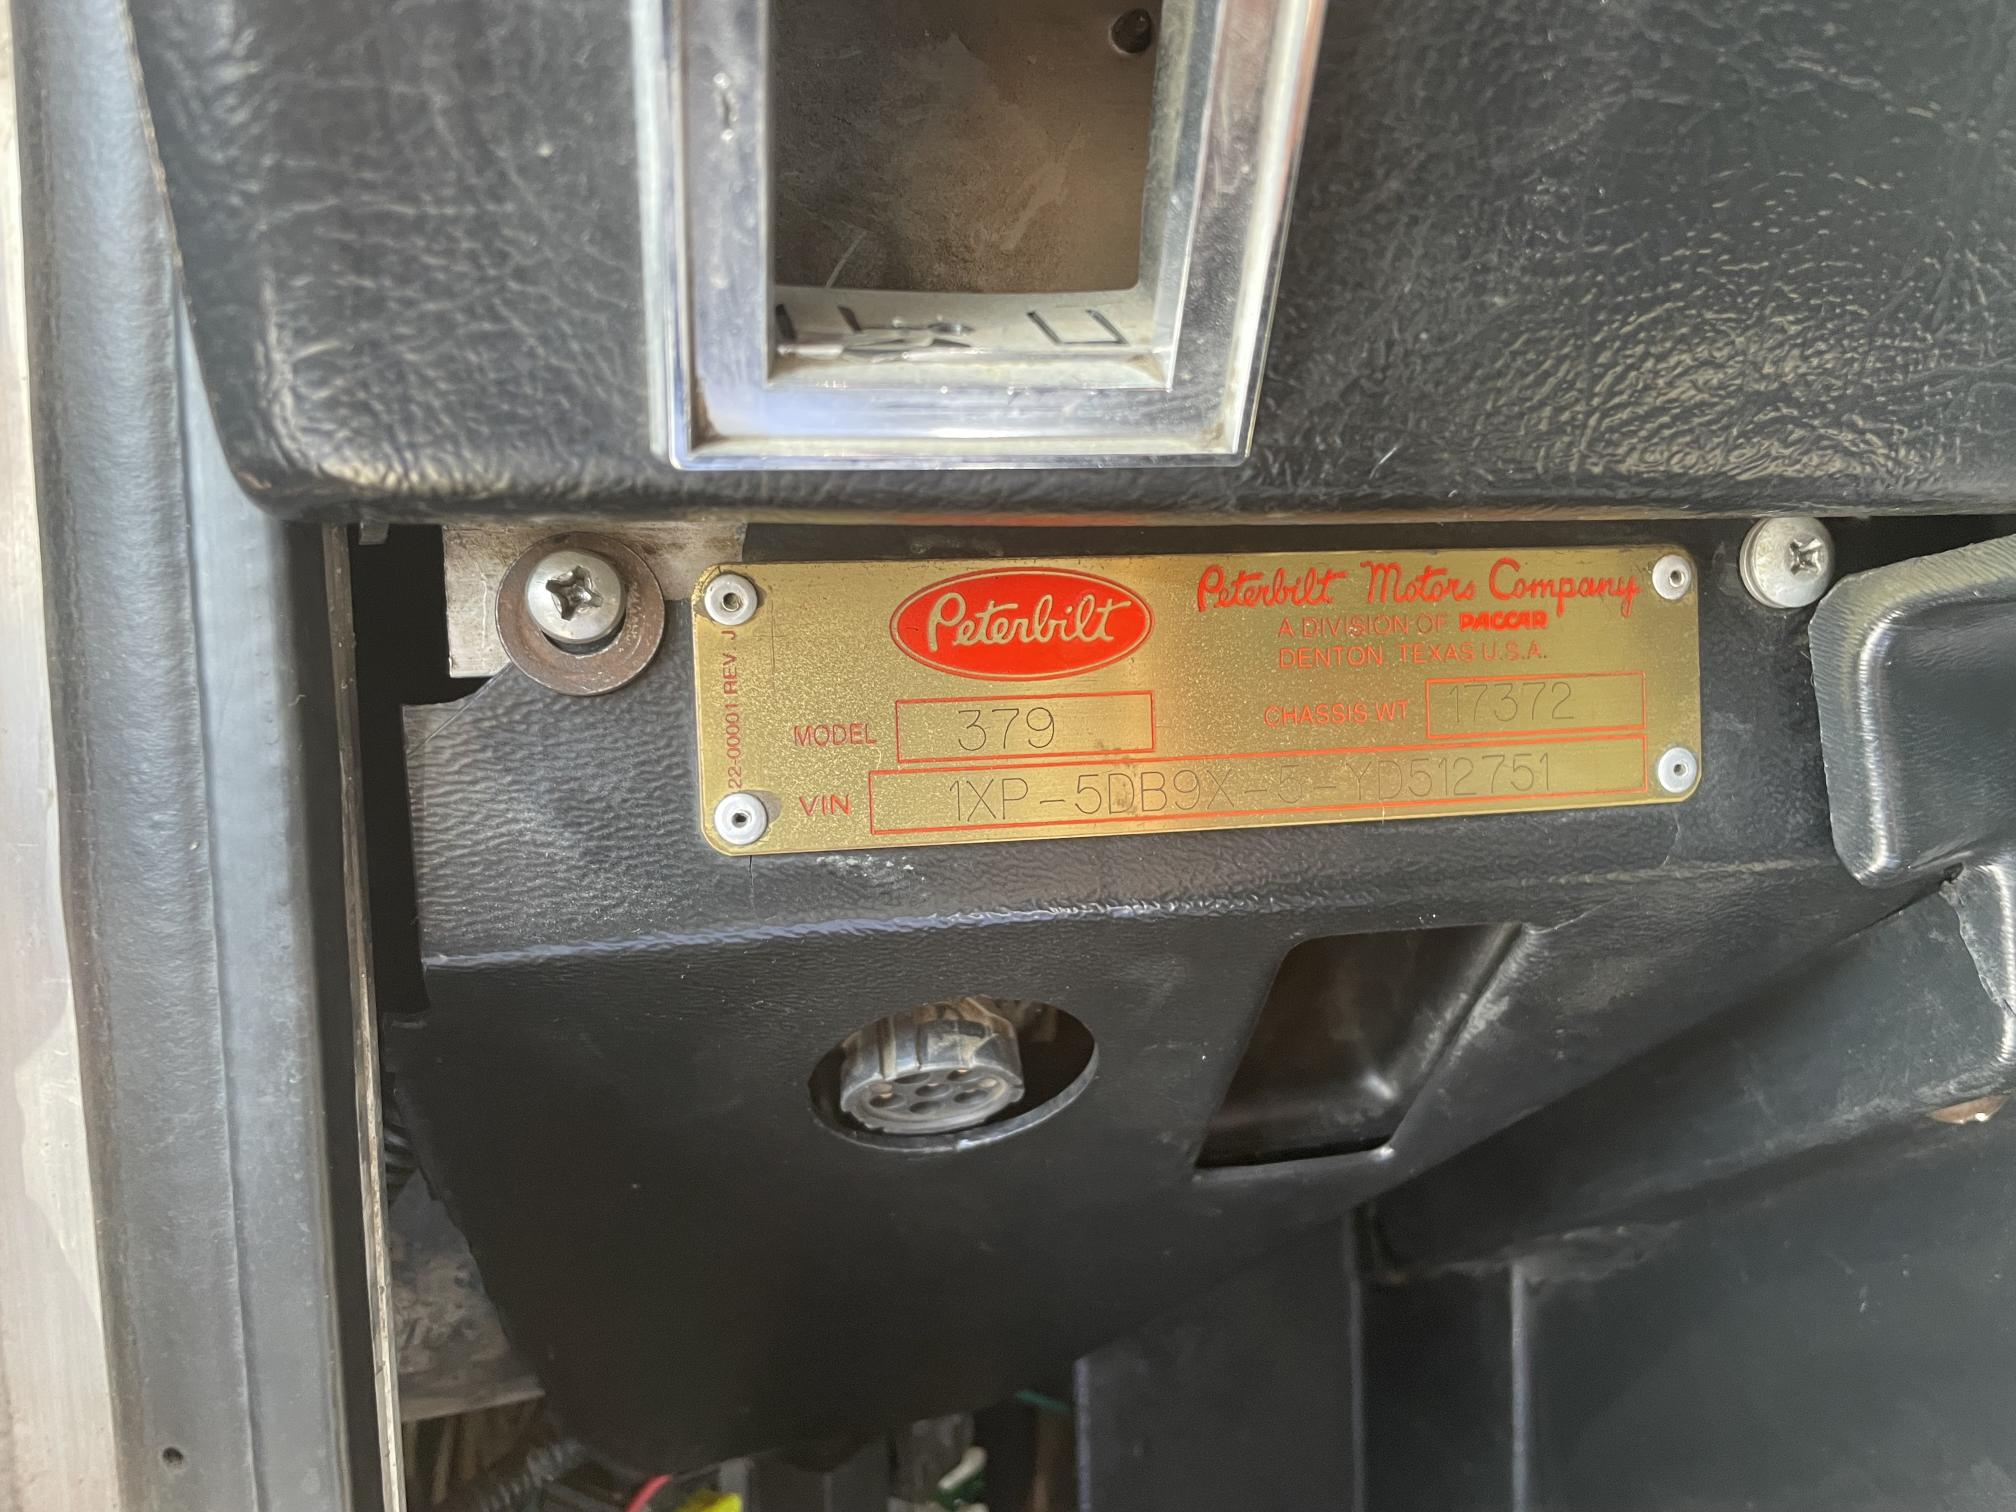 Peterbilt
Peterbilt Motors Company
A DIVISION OF PACCAR
DENTON, TEXAS U.S.A.
MODEL 379
CHASSIS WT 17372
VIN 1XP-5DB9X-5-YD512751
22-00001 REV. J